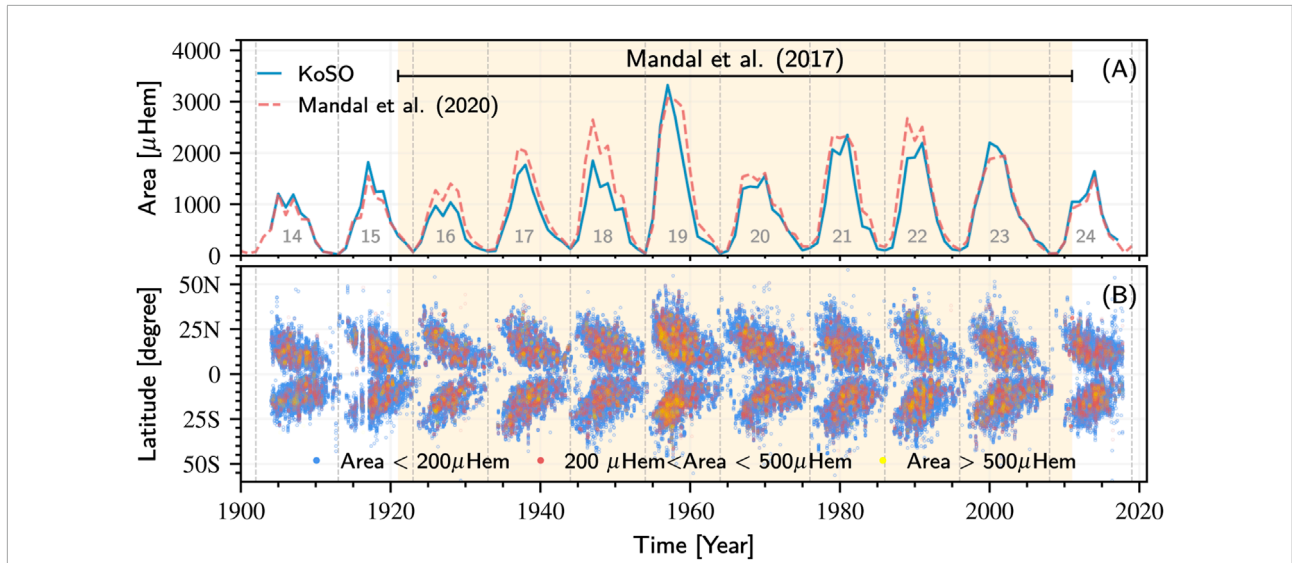 Mandal et al. (2017)
(A)
KoSO
Mandal et al. (2020)
4000
3000
2000
1000
0
Area [μHem]
14 15 16 17 18 19 20 21 22 23 24
(B)
50N
25N
0
25S
50S
Latitude [degree]
Area < 200μHem 200 μHem<Area < 500μHem Area > 500μHem
1900 1920 1940 1960 1980 2000 2020
Time [Year]